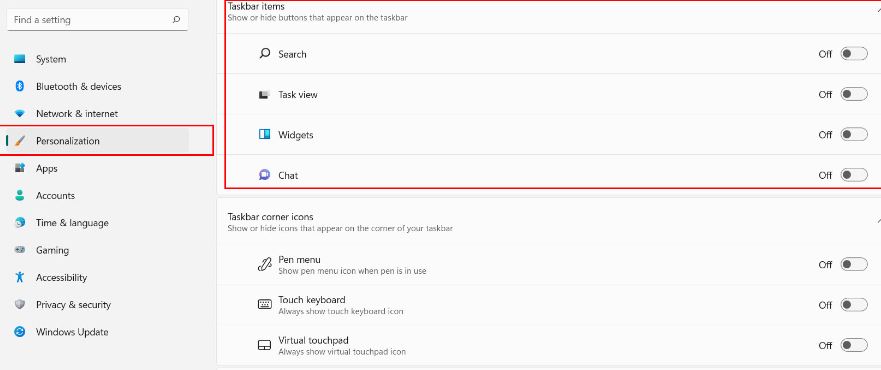 Find a setting
System
Bluetooth & devices
Network & internet
Personalization
Apps
Accounts
Time & language
Gaming
Accessibility
Privacy & security
Windows Update
Taskbar items
Show or hide buttons that appear on the taskbar
Search Off
Task view Off
Widgets Off
Chat Off
Taskbar corner icons
Show or hide icons that appear on the corner of your taskbar
Pen menu Off
Show pen menu icon when pen is in use
Touch keyboard Off
Always show touch keyboard icon
Virtual touchpad Off
Always show virtual touchpad icon